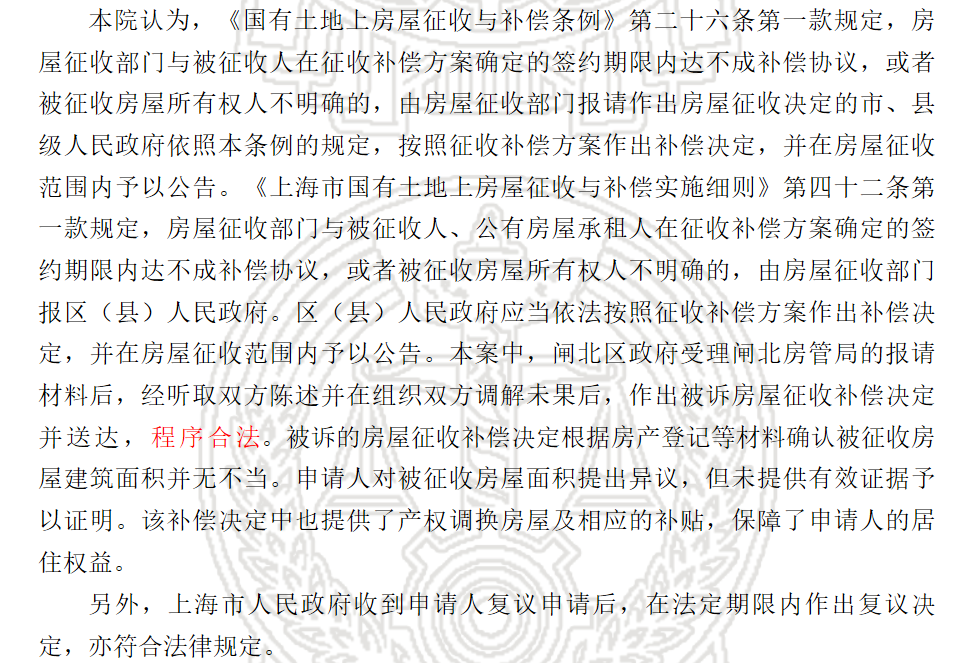 本院认为，《国有土地上房屋征收与补偿条例》第二十六条第一款规定，房
屋征收部门与被征收人在征收补偿方案确定的签约期限内达不成补偿协议，或者
被征收房屋所有权人不明确的，由房屋征收部门报请作出房屋征收决定的市、县
级人民政府依照本条例的规定，按照征收补偿方案作出补偿决定，并在房屋征收
范围内予以公告。《上海市国有土地上房屋征收与补偿实施细则》第四十二条第
一款规定，房屋征收部门与被征收人、公有房屋承租人在征收补偿方案确定的签
约期限内达不成补偿协议，或者被征收房屋所有权人不明确的，由房屋征收部门
报区（县）人民政府。区（县）人民政府应当依法按照征收补偿方案作出补偿决
定，并在房屋征收范围内予以公告。本案中，闸北区政府受理闸北房管局的报请
材料后，经听取双方陈述并在组织双方调解未果后，作出被诉房屋征收补偿决定
并送达，程序合法。被诉的房屋征收补偿决定根据房产登记等材料确认被征收房
屋建筑面积并无不当。申请人对被征收房屋面积提出异议，但未提供有效证据予
以证明。该补偿决定中也提供了产权调换房屋及相应的补贴，保障了申请人的居
住权益。
另外，上海市人民政府收到申请人复议申请后，在法定期限内作出复议决
定，亦符合法律规定。